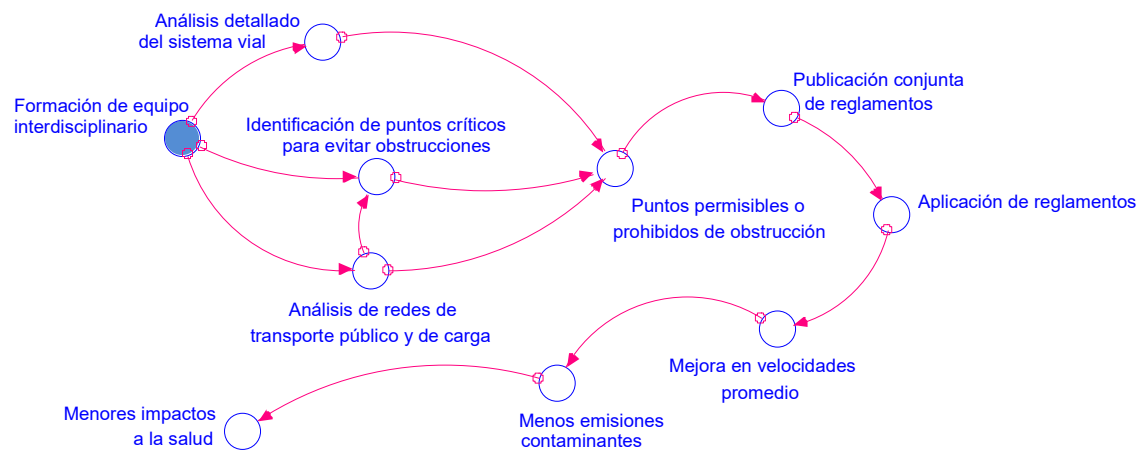 Análisis detallado
del sistema vial
Formación de equipo
interdisciplinario
Identificación de puntos críticos
para evitar obstrucciones
Publicación conjunta
de reglamentos
Puntos permisibles o
prohibidos de obstrucción
Aplicación de reglamentos
Análisis de redes de
transporte público y de carga
Mejora en velocidades
promedio
Menos emisiones
contaminantes
Menores impactos
a la salud